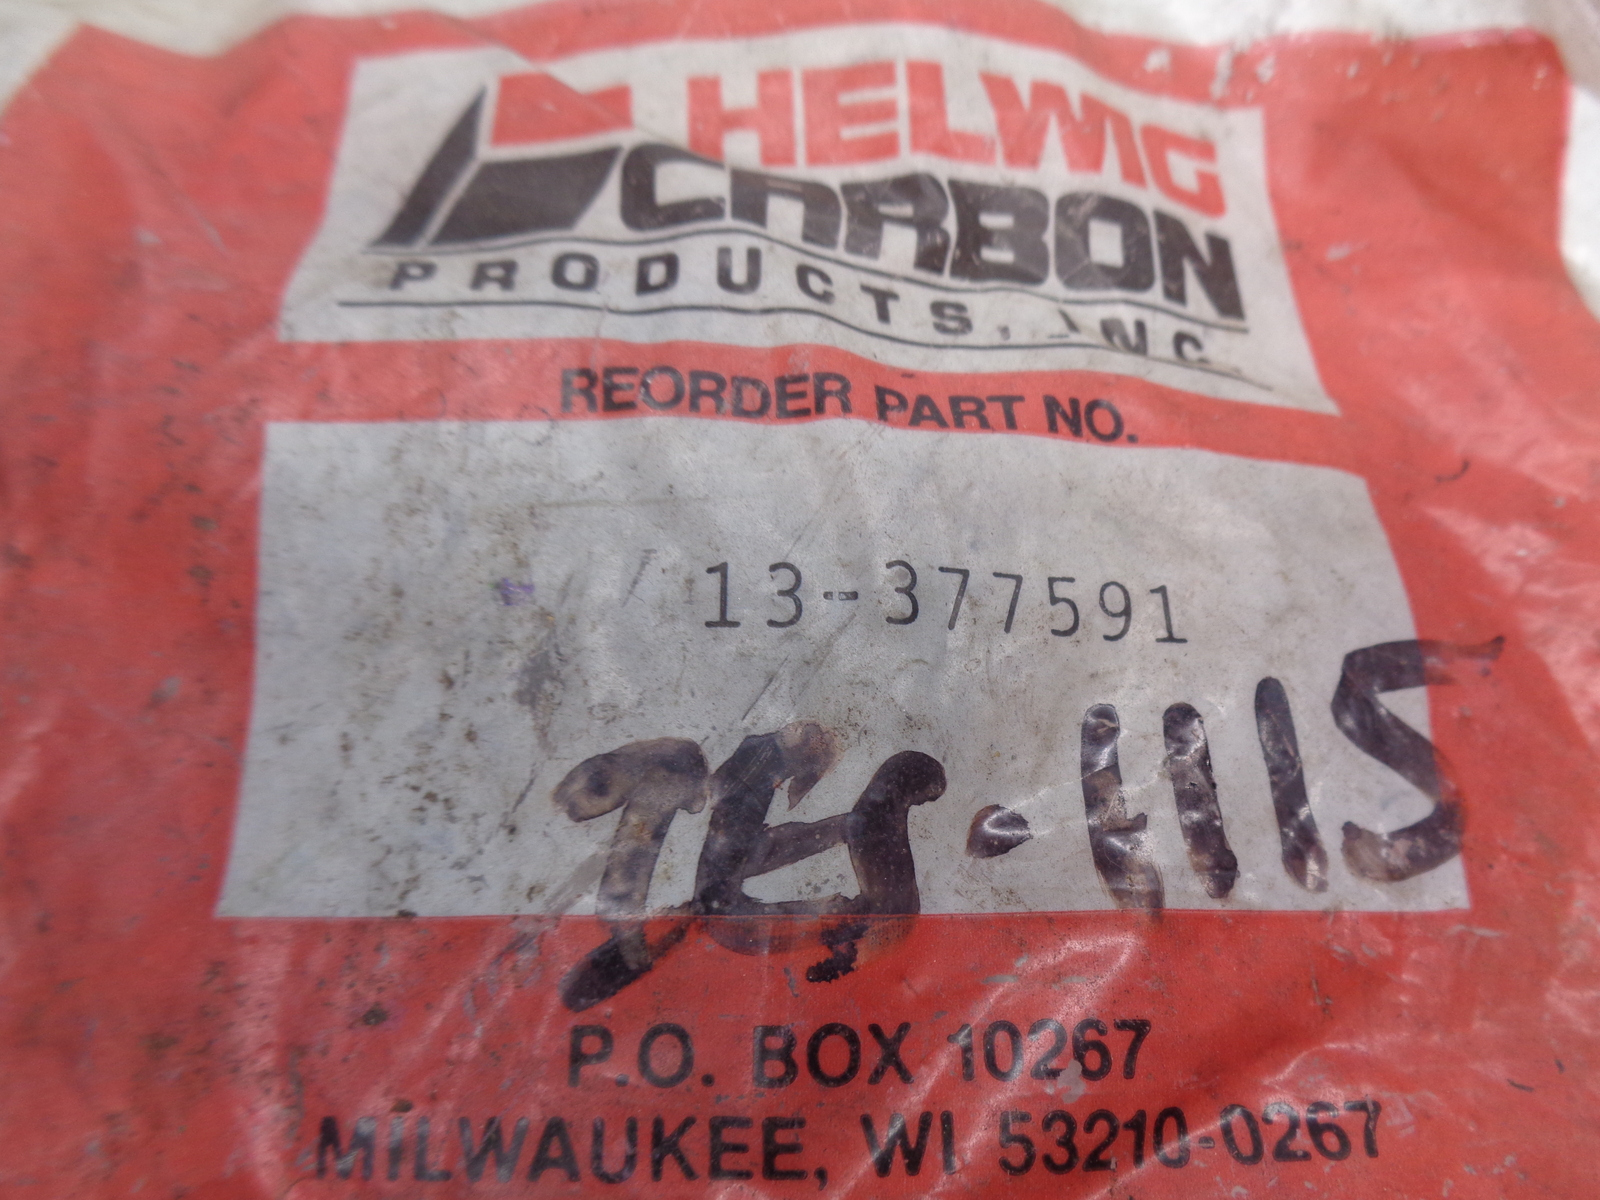 HELWIG
CARBON
PRODUCTS, INC.
REORDER PART NO.
13-377591
P.O. BOX 10267
MILWAUKEE, WI 53210-0267